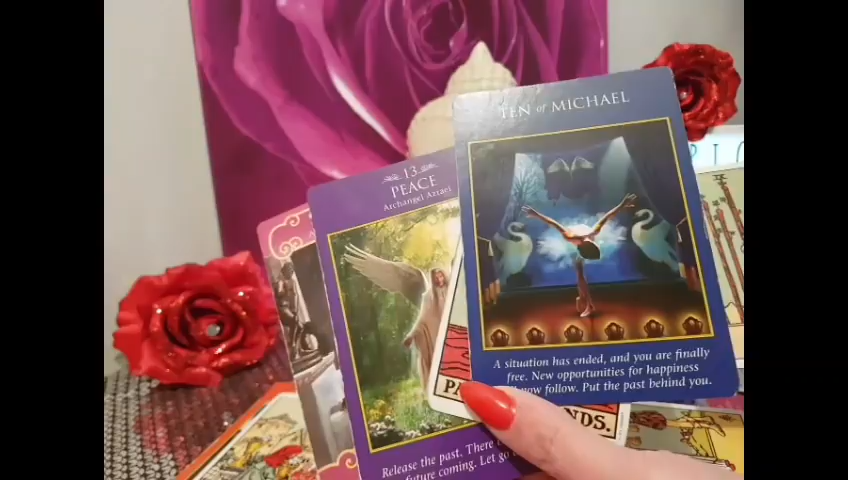 TEN of MICHAEL
A situation has ended, and you are finally
free. New opportunities for happiness
now follow. Put the past behind you.
13
PEACE
Archangel Azrael
Release the past. There
future coming. Let go
NDS.